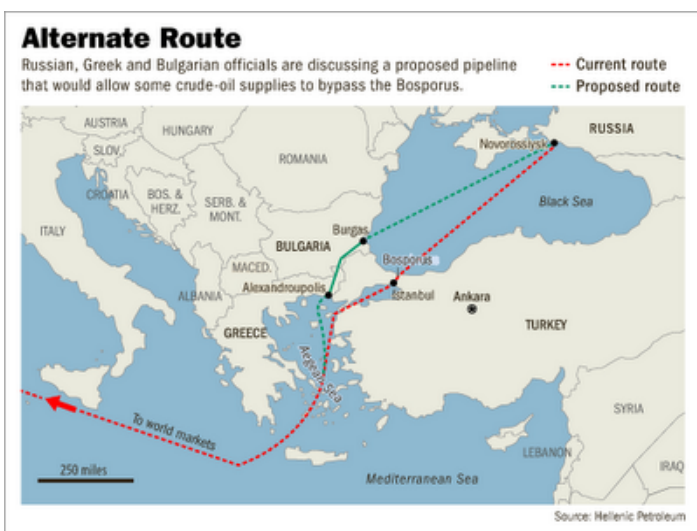 Alternate Route
Russian, Greek and Bulgarian officials are discussing a proposed pipeline
that would allow some crude-oil supplies to bypass the Bosporus.
Current route
Proposed route
AUSTRIA
HUNGARY
SLOV.
ROMANIA
CROATIA
BOS. &
HERZ.
SERB. &
MONT.
ITALY
Novorossiysk
RUSSIA
Black Sea
Burgas
BULGARIA
Bosporus
MACED.
Alexandroupolis
ALBANIA
Istanbul
Ankara
GREECE
TURKEY
Aegean Sea
To world markets
SYRIA
LEBANON
IRAQ
250 miles
Mediterranean Sea
Source: Hellenic Petroleum